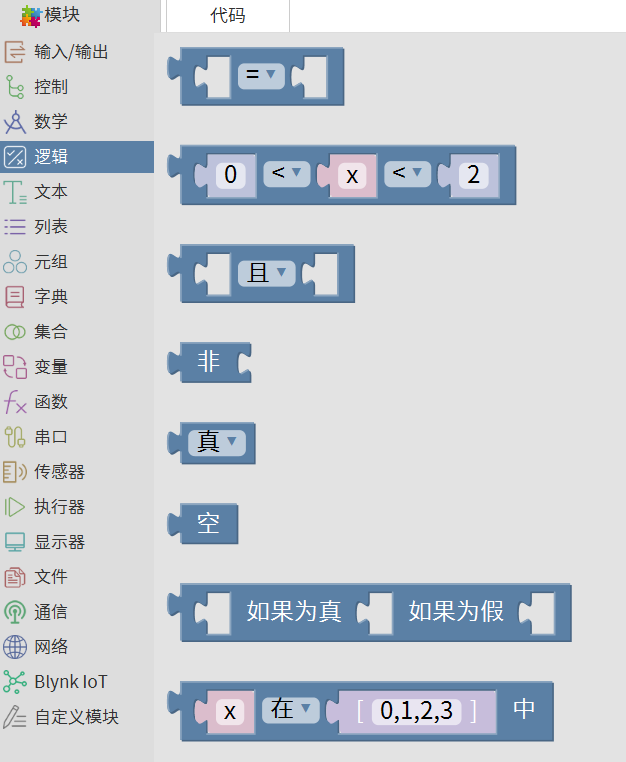 模块
代码
输入/输出
控制
数学
逻辑
文本
列表
元组
字典
集合
变量
函数
串口
传感器
执行器
显示器
文件
通信
网络
Blynk IoT
自定义模块
=
0 < x < 2
且
非
真
空
如果为真 如果为假
x 在 [ 0,1,2,3 ] 中